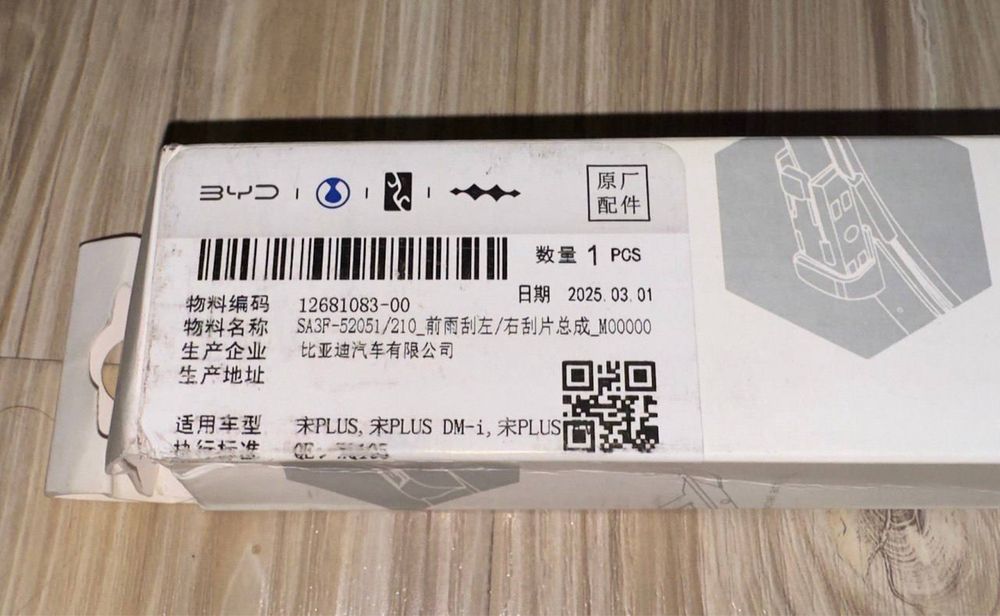 BYD
原厂
配件
数量 1 PCS
日期 2025.03.01
物料编码 12681083-00
物料名称 SA3F-52051/210_前雨刮左/右刮片总成_M00000
生产企业 比亚迪汽车有限公司
生产地址
适用车型 宋PLUS,宋PLUS DM-i,宋PLUS
执行标准